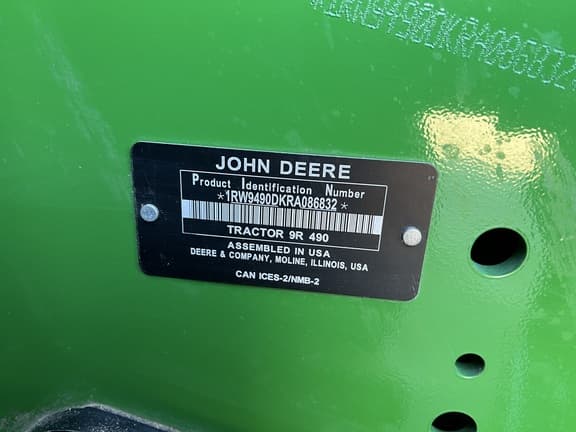 *1RW9490DKRA086832*
JOHN DEERE
Product Identification Number
*1RW9490DKRA086832*
TRACTOR 9R 490
ASSEMBLED IN USA
DEERE & COMPANY, MOLINE, ILLINOIS, USA
CAN ICES-2/NMB-2